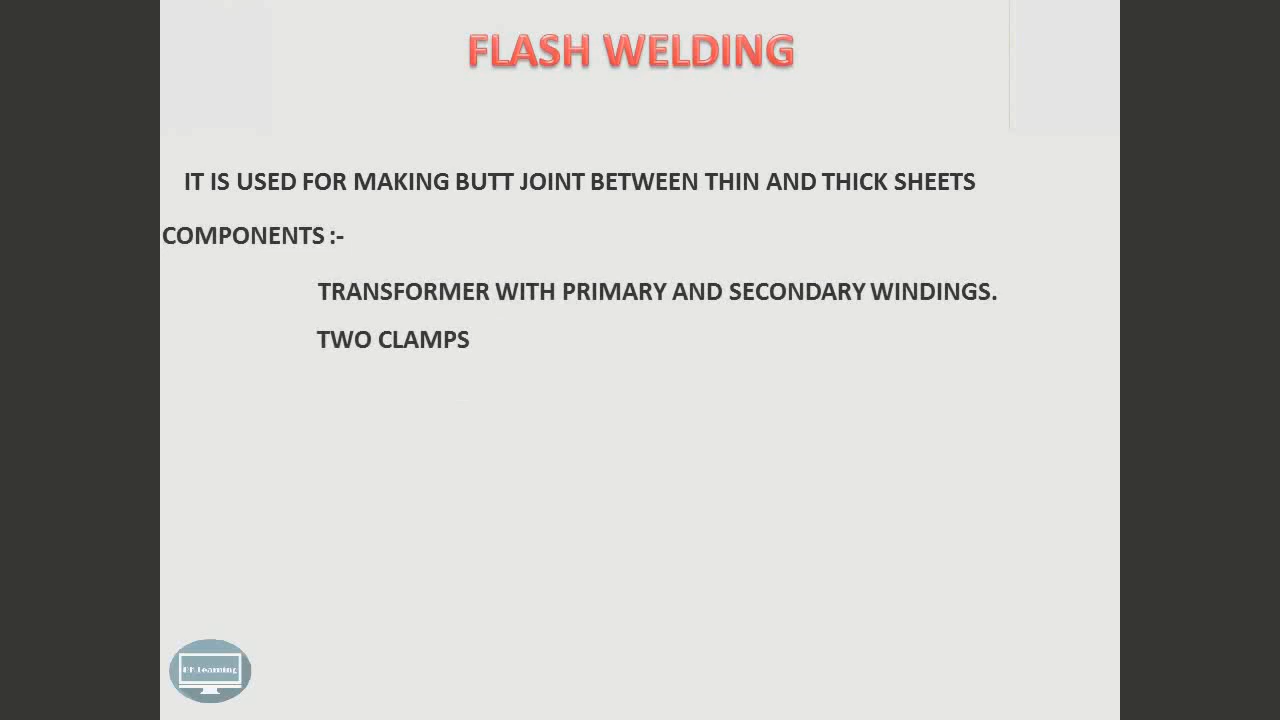 FLASH WELDING
IT IS USED FOR MAKING BUTT JOINT BETWEEN THIN AND THICK SHEETS
COMPONENTS :-
TRANSFORMER WITH PRIMARY AND SECONDARY WINDINGS.
TWO CLAMPS
Learning